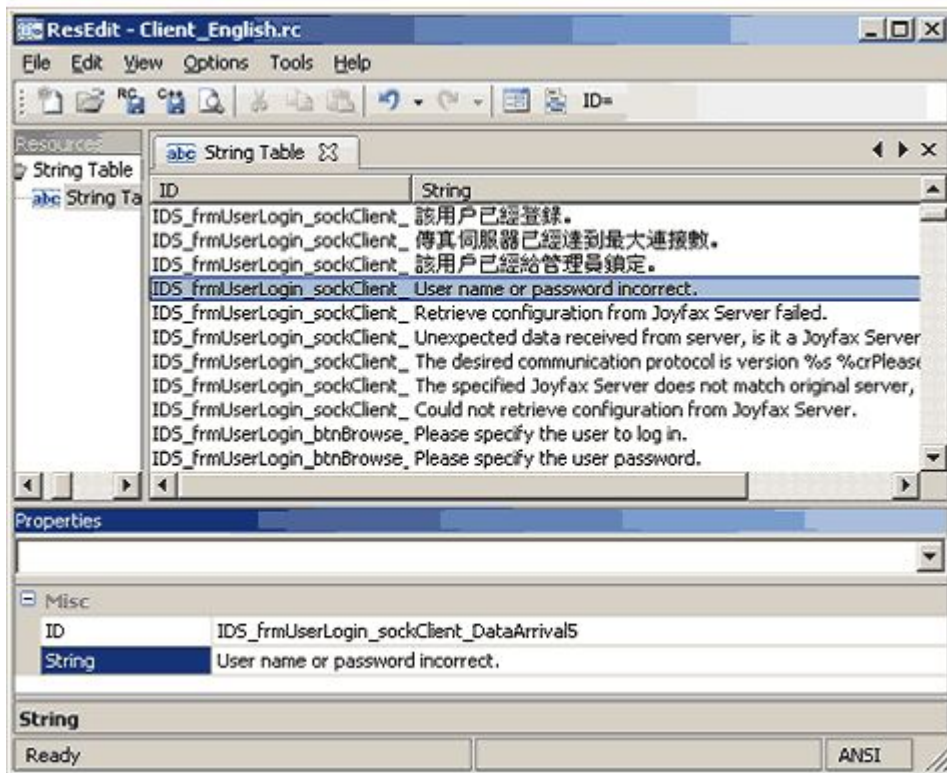 ResEdit - Client_English.rc
File Edit View Options Tools Help
RC C++ ID=
Resources
String Table
abc String Ta
abc String Table
ID String
IDS_frmUserLogin_sockClient_ 該用戶已經登錄。
IDS_frmUserLogin_sockClient_ 傳真伺服器已經達到最大連接數。
IDS_frmUserLogin_sockClient_ 該用戶已經給管理員鎖定。
IDS_frmUserLogin_sockClient_ User name or password incorrect.
IDS_frmUserLogin_sockClient_ Retrieve configuration from Joyfax Server failed.
IDS_frmUserLogin_sockClient_ Unexpected data received from server, is it a Joyfax Server
IDS_frmUserLogin_sockClient_ The desired communication protocol is version %s %crPlease
IDS_frmUserLogin_sockClient_ The specified Joyfax Server does not match original server,
IDS_frmUserLogin_sockClient_ Could not retrieve configuration from Joyfax Server.
IDS_frmUserLogin_btnBrowse_ Please specify the user to log in.
IDS_frmUserLogin_btnBrowse_ Please specify the user password.
Properties
Misc
ID IDS_frmUserLogin_sockClient_DataArrival5
String User name or password incorrect.
String
Ready ANSI